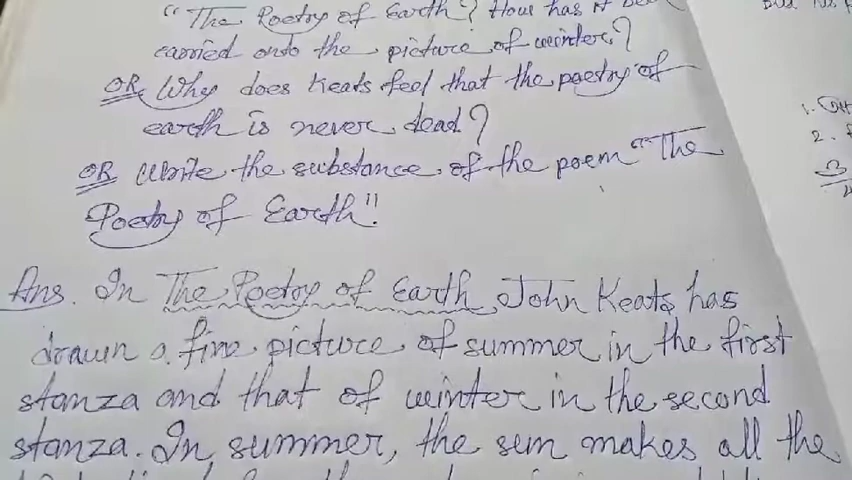 "The Poetry of Earth? How has it been
carried onto the picture of winter?
OR Why does Keats feel that the poetry of
earth is never dead?
OR Write the substance of the poem "The
Poetry of Earth".
Ans. In The Poetry of Earth John Keats has
drawn a fine picture of summer in the first
stanza and that of winter in the second
stanza. In summer, the sun makes all the
1.
2.